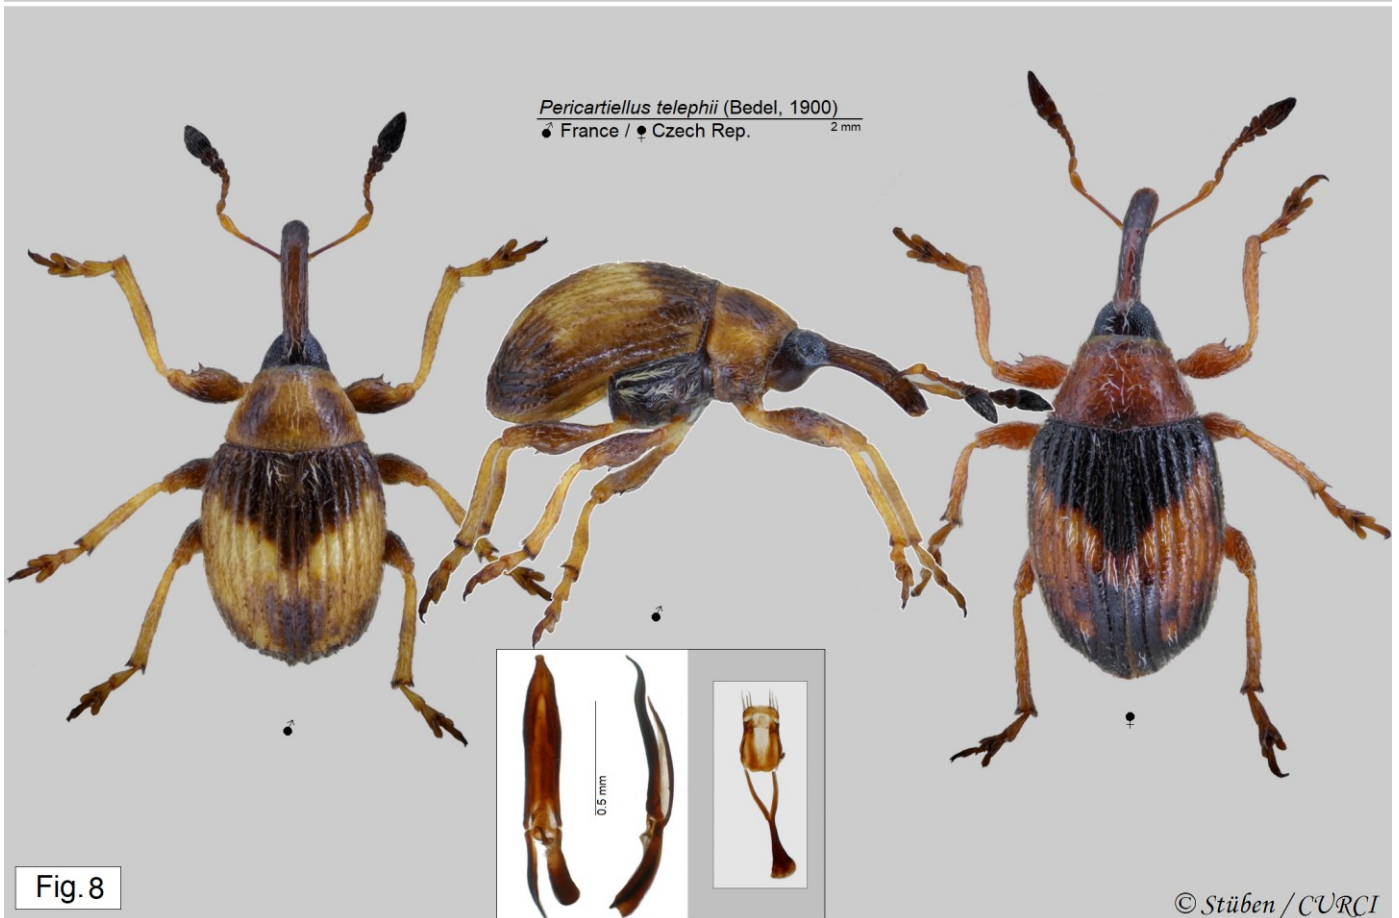 Pericartiellus telephii (Bedel, 1900)
♂ France / ♀ Czech Rep. 2 mm
♂
♂
♀
0.5 mm
Fig. 8
© Stüben / CURCI